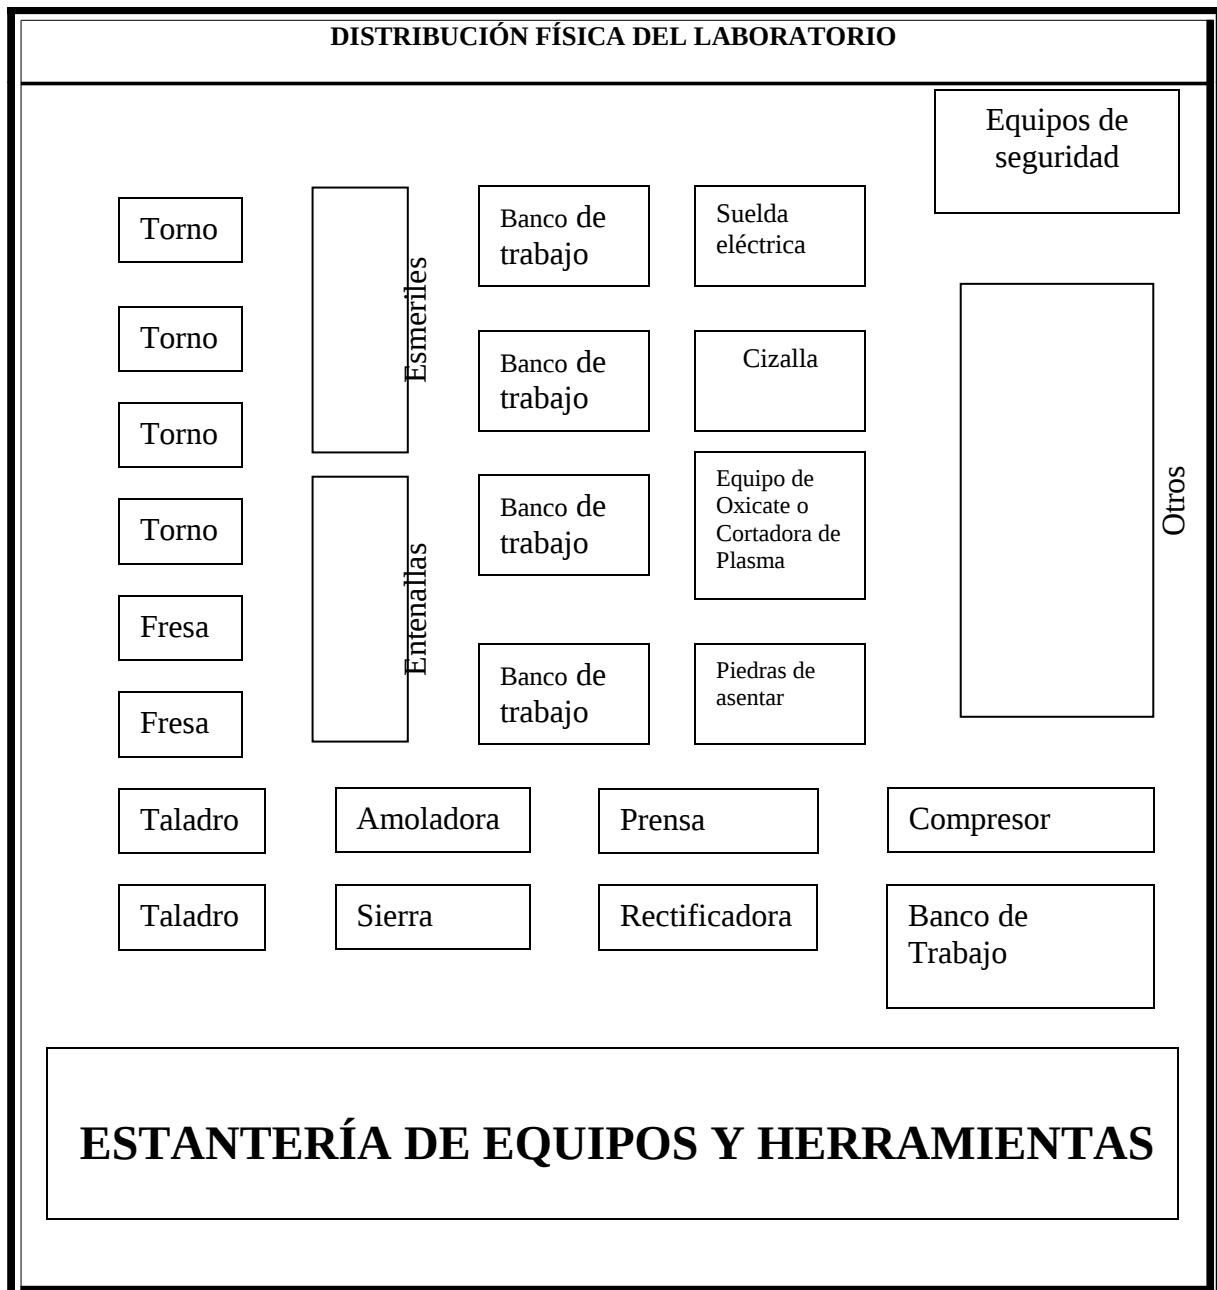 DISTRIBUCIÓN FÍSICA DEL LABORATORIO
Equipos de
seguridad
Torno
Torno
Torno
Torno
Fresa
Fresa
Esmeriles
Entenallas
Banco de
trabajo
Banco de
trabajo
Banco de
trabajo
Banco de
trabajo
Suelda
eléctrica
Cizalla
Equipo de
Oxicate o
Cortadora de
Plasma
Piedras de
asentar
Otros
Taladro
Amoladora
Prensa
Compresor
Taladro
Sierra
Rectificadora
Banco de
Trabajo
ESTANTERÍA DE EQUIPOS Y HERRAMIENTAS